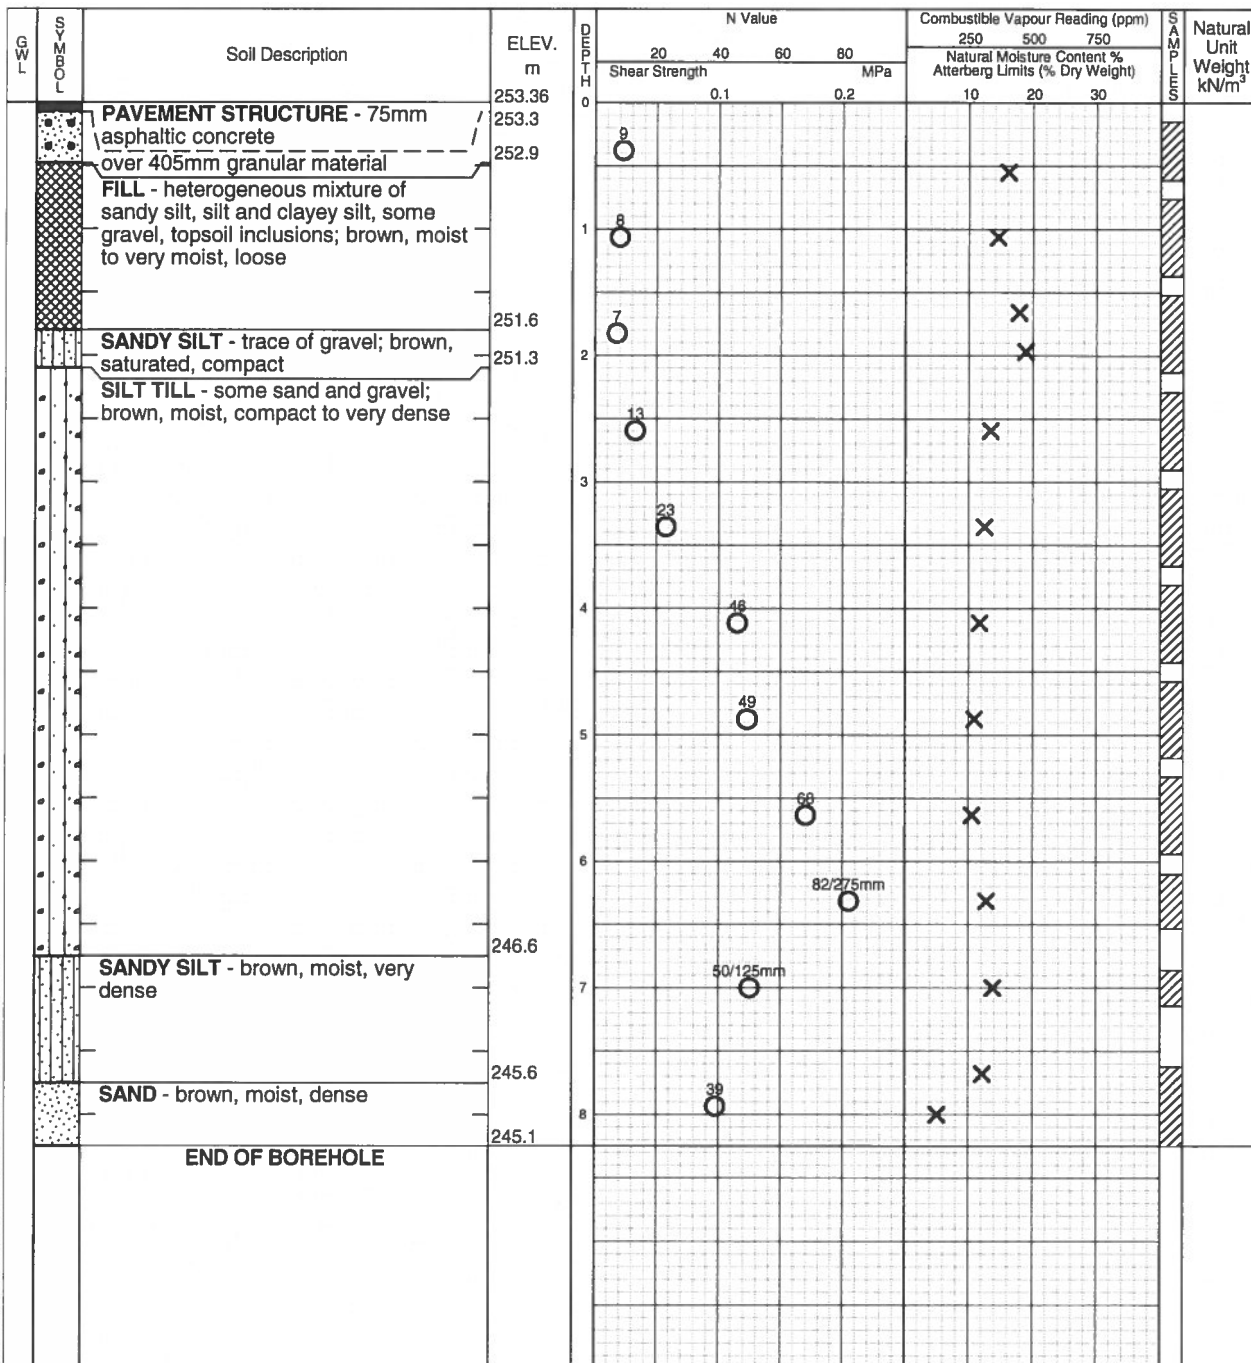 GWL
SYMBOL
Soil Description
ELEV.
m
DEPTH
N Value
20 40 60 80
Shear Strength MPa
0.1 0.2
Combustible Vapour Reading (ppm)
250 500 750
Natural Moisture Content %
Atterberg Limits (% Dry Weight)
10 20 30
SAMPLES
Natural
Unit
Weight
kN/m³
253.36
0
PAVEMENT STRUCTURE - 75mm
253.3
asphaltic concrete
252.9
over 405mm granular material
9
FILL - heterogeneous mixture of
sandy silt, silt and clayey silt, some
gravel, topsoil inclusions; brown, moist
to very moist, loose
8
1
251.6
7
SANDY SILT - trace of gravel; brown,
saturated, compact
251.3
2
SILT TILL - some sand and gravel;
brown, moist, compact to very dense
13
3
23
4
46
49
5
68
6
82/275mm
246.6
SANDY SILT - brown, moist, very
dense
50/125mm
7
245.6
SAND - brown, moist, dense
39
8
245.1
END OF BOREHOLE